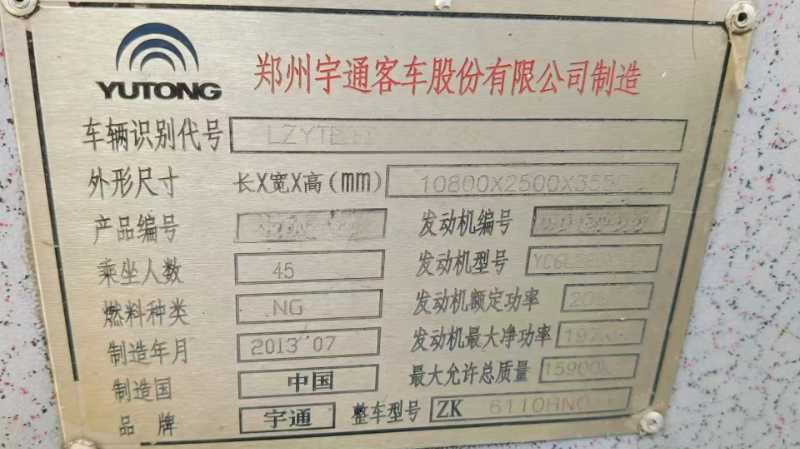 YUTONG
郑州宇通客车股份有限公司制造
车辆识别代号 LZYTB
外形尺寸 长X宽X高(mm) 10800X2500X355
产品编号 发动机编号
乘坐人数 45 发动机型号 YC6L
燃料种类 NG 发动机额定功率 20
制造年月 2013 07 发动机最大净功率 197
制造国 中国 最大允许总质量 15900
品牌 宇通 整车型号 ZK 6110HN